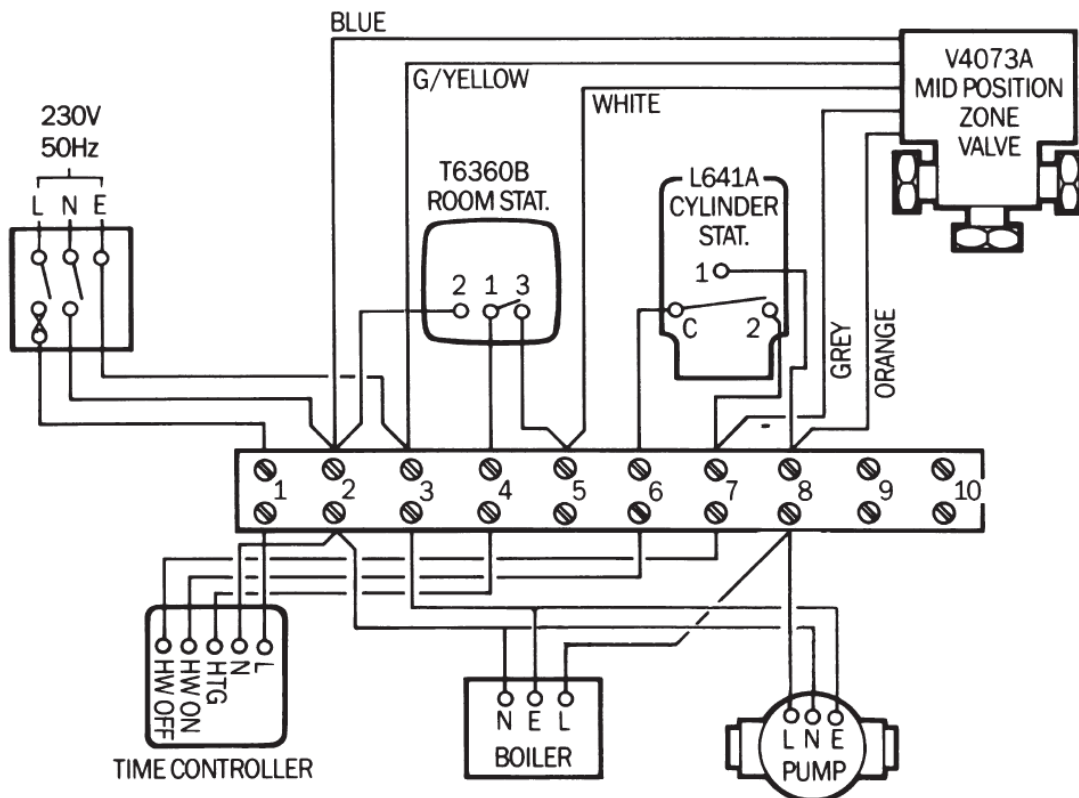 BLUE
G/YELLOW
WHITE
V4073A
MID POSITION
ZONE
VALVE
230V
50Hz
L N E
T6360B
ROOM STAT.
2 1 3
L641A
CYLINDER
STAT.
1
C 2
GREY
ORANGE
1 2 3 4 5 6 7 8 9 10
HW OFF
HW ON
HTG
N
L
TIME CONTROLLER
N E L
BOILER
L N E
PUMP